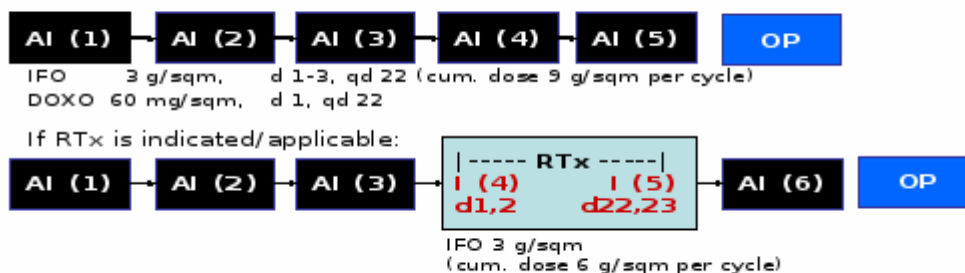 AI (1) AI (2) AI (3) AI (4) AI (5) OP
IFO 3 g/sqm, d 1-3, qd 22 (cum. dose 9 g/sqm per cycle)
DOXO 60 mg/sqm, d 1, qd 22
If RTx is indicated/applicable:
|----- RTx -----|
AI (1) AI (2) AI (3) I (4) I (5) AI (6) OP
d1,2 d22,23
IFO 3 g/sqm
(cum. dose 6 g/sqm per cycle)